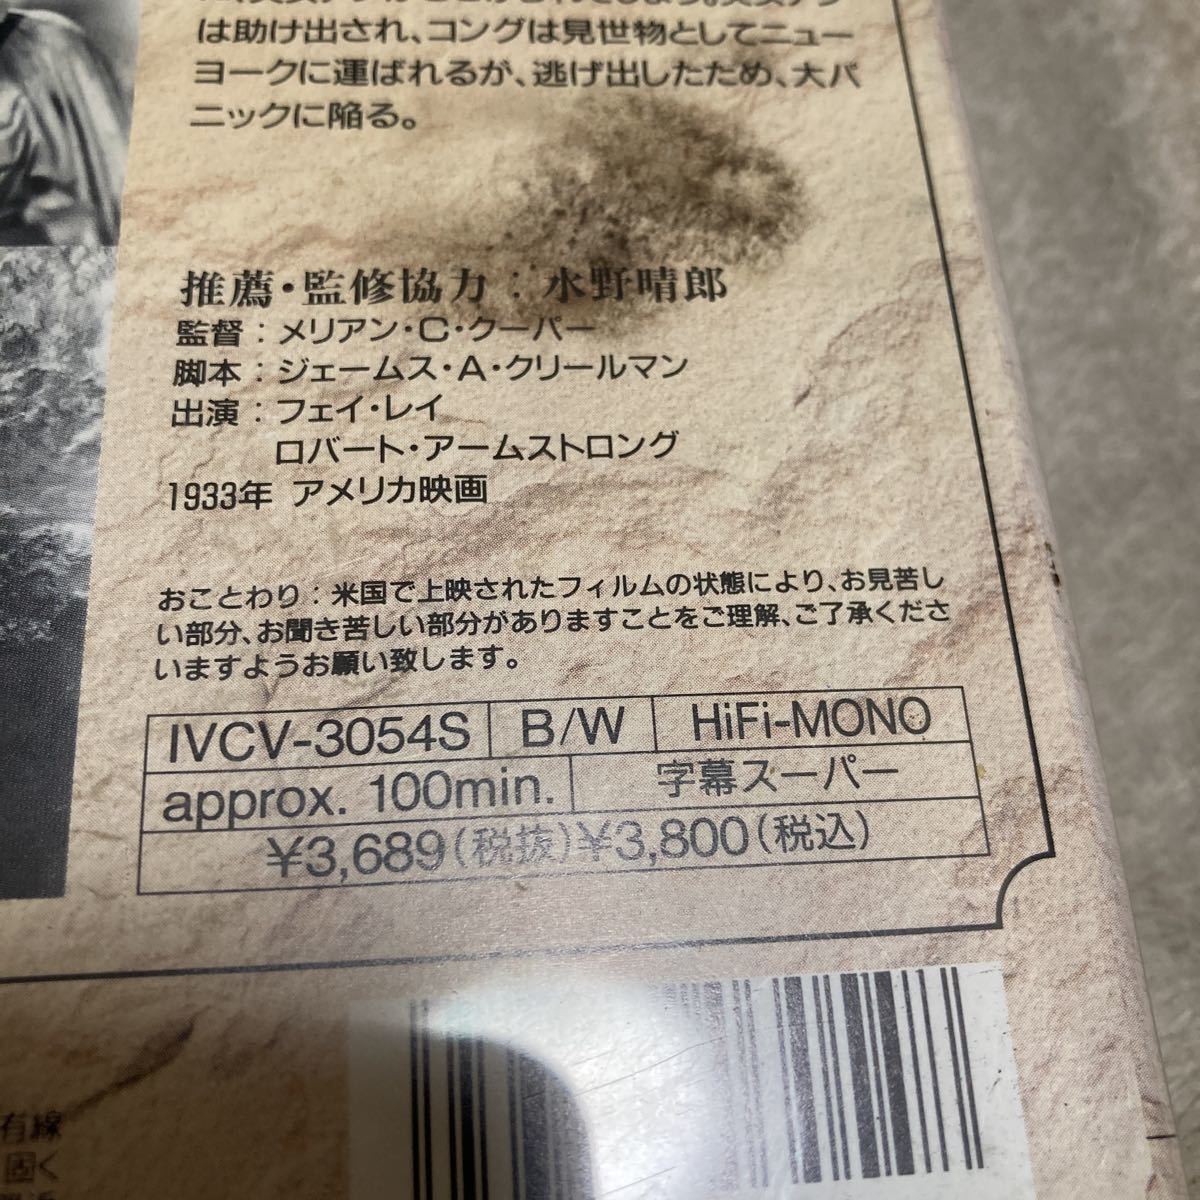 は助け出され、コングは見世物としてニュー
ヨークに運ばれるが、逃げ出したため、大パ
ニックに陥る。
推薦・監修協力：水野晴郎
監督：メリアン・C・クーパー
脚本：ジェームス・A・クリールマン
出演：フェイ・レイ
ロバート・アームストロング
1933年 アメリカ映画
おことわり：米国で上映されたフィルムの状態により、お見苦し
い部分、お聞き苦しい部分がありますことをご理解、ご了承くださ
いますようお願い致します。
IVCV-3054S B/W HiFi-MONO
approx. 100min. 字幕スーパー
¥3,689(税抜)¥3,800(税込)
有線
固く